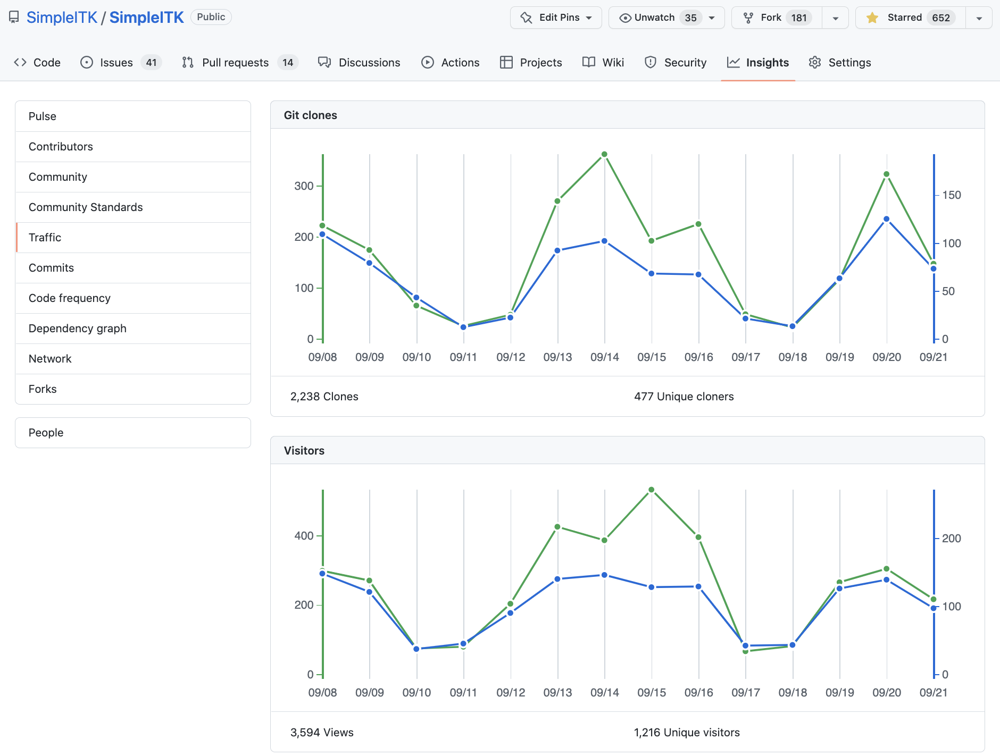 SimpleITK / SimpleITK Public
Edit Pins Unwatch 35 Fork 181 Starred 652
Code Issues 41 Pull requests 14 Discussions Actions Projects Wiki Security Insights Settings
Pulse
Contributors
Community
Community Standards
Traffic
Commits
Code frequency
Dependency graph
Network
Forks
People
Git clones
300
200
100
0
150
100
50
0
09/08 09/09 09/10 09/11 09/12 09/13 09/14 09/15 09/16 09/17 09/18 09/19 09/20 09/21
2,238 Clones 477 Unique cloners
Visitors
400
200
0
200
100
0
09/08 09/09 09/10 09/11 09/12 09/13 09/14 09/15 09/16 09/17 09/18 09/19 09/20 09/21
3,594 Views 1,216 Unique visitors